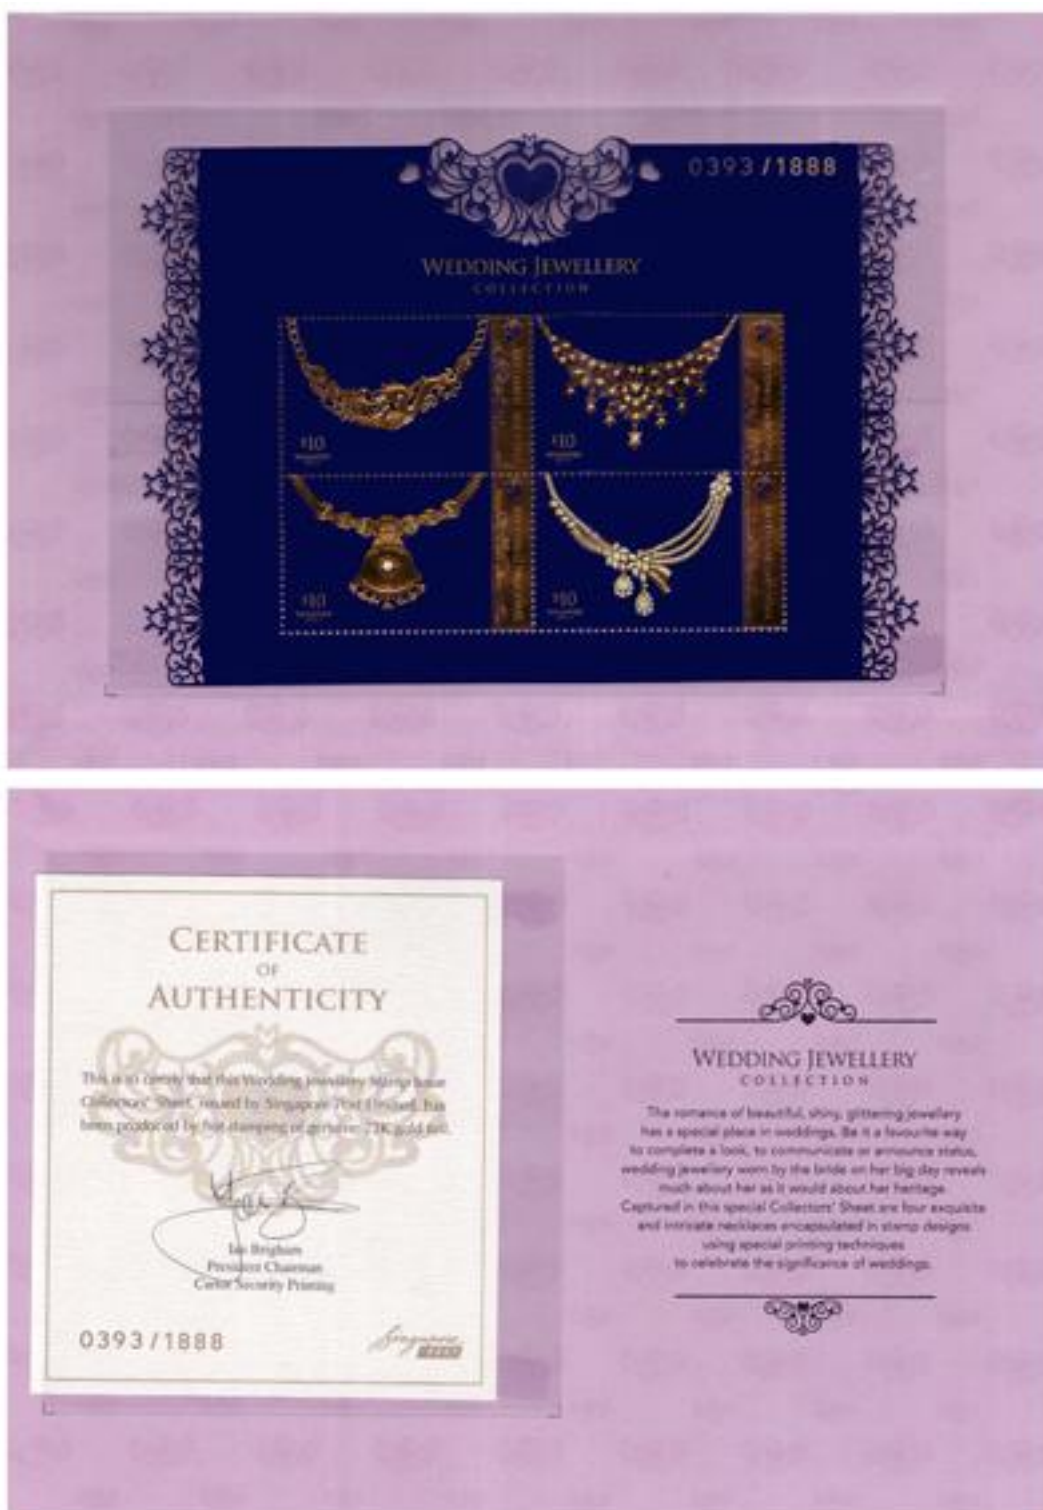 0393/1888
WEDDING JEWELLERY
COLLECTION
$10
$10
$10
$10
CERTIFICATE
OF
AUTHENTICITY
This is to certify that this Wedding Jewellery Stamp Issue
Collectors' Sheet, issued by Singapore Post Limited, has
been produced by hot stamping of genuine 22K gold foil.
Ian Brigham
President Chairman
Cartor Security Printing
0393/1888
Singapore
WEDDING JEWELLERY
COLLECTION
The romance of beautiful, shiny, glittering jewellery
has a special place in weddings. Be it a favourite way
to complete a look, to communicate or announce status,
wedding jewellery worn by the bride on her big day reveals
much about her as it would about her heritage.
Captured in this special Collectors' Sheet are four exquisite
and intricate necklaces encapsulated in stamp designs
using special printing techniques
to celebrate the significance of weddings.